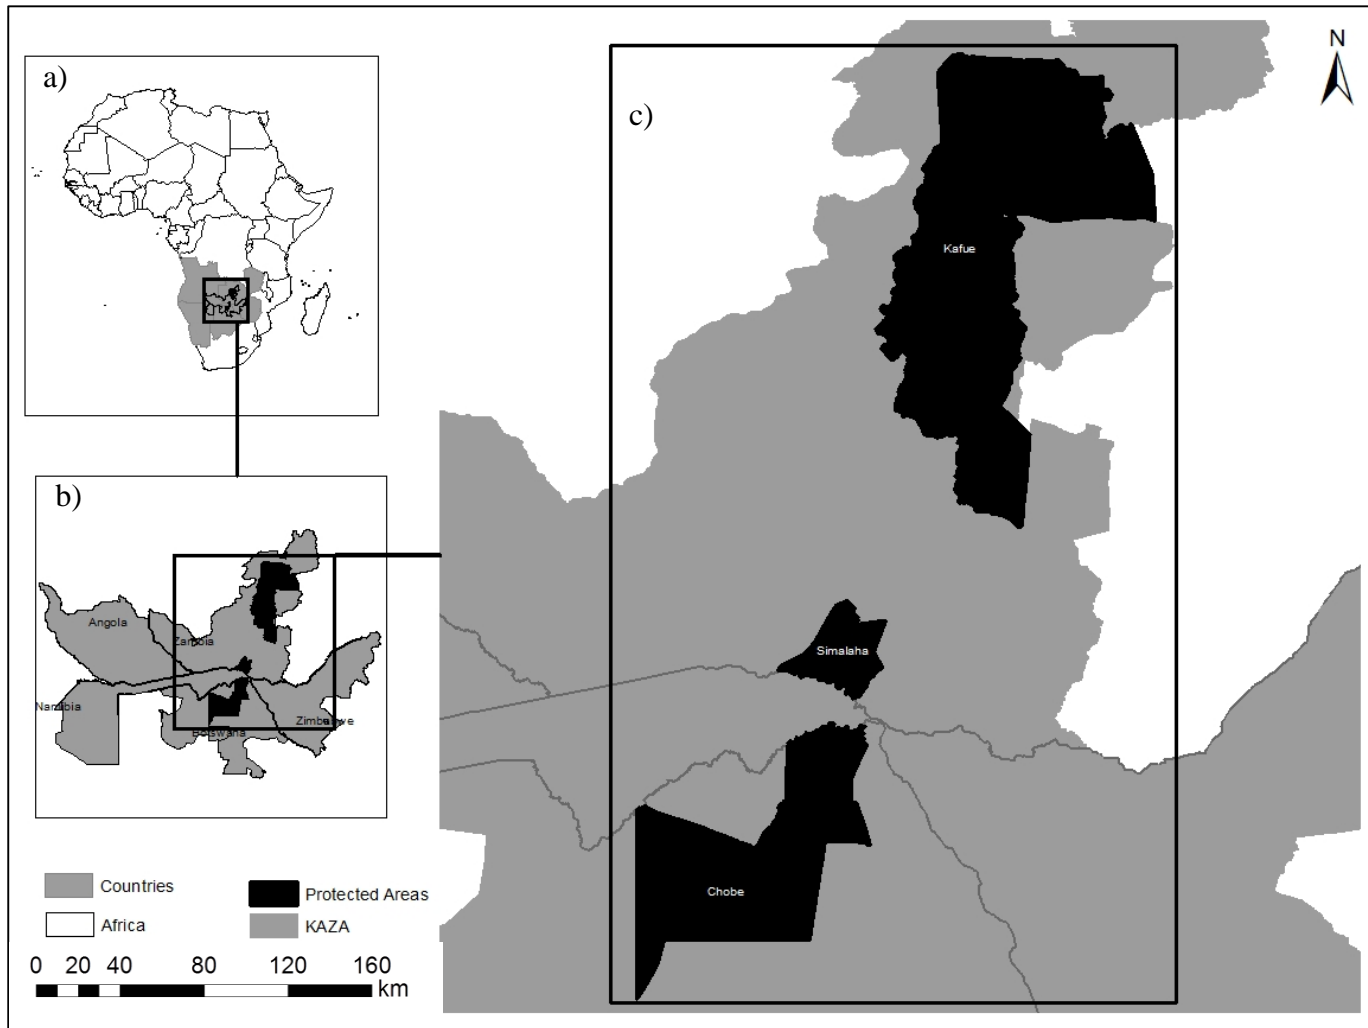 a)
N
c)
Kafue
b)
Angola
Zambia
Namibia
Zimbabwe
Botswana
Simalaha
Chobe
Countries
Protected Areas
Africa
KAZA
0 20 40 80 120 160
km